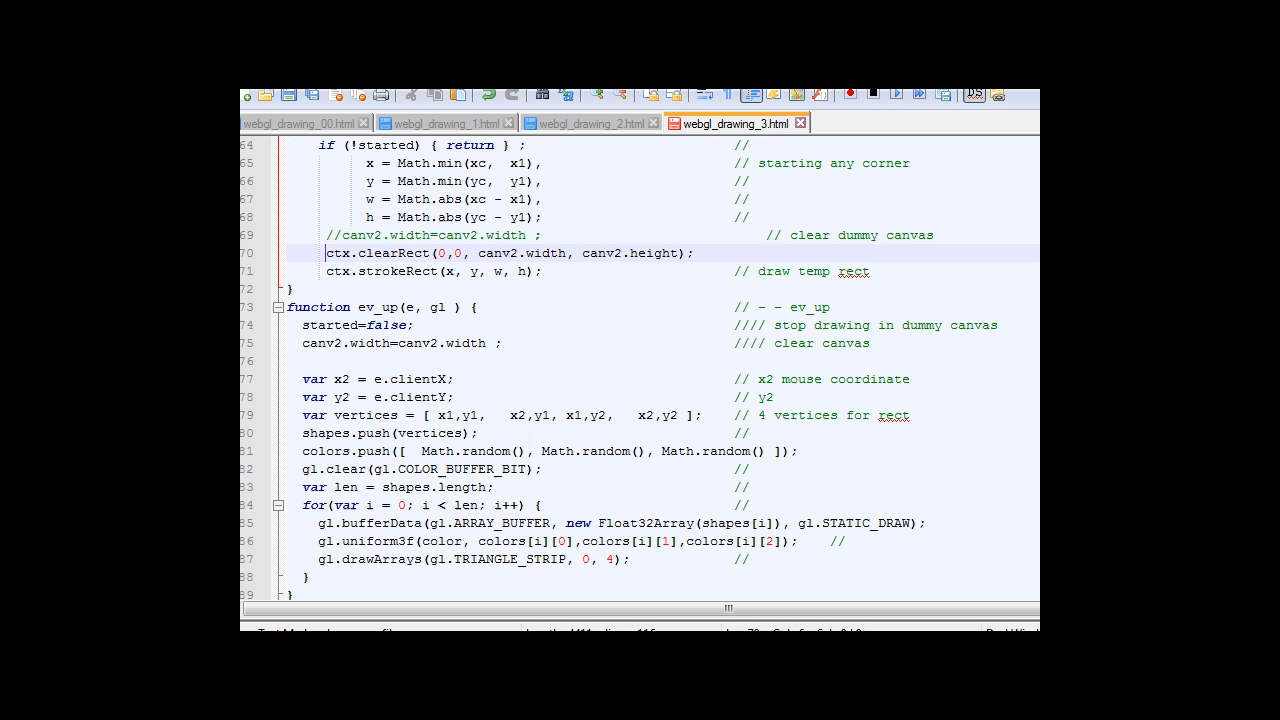 webgl_drawing_00.html webgl_drawing_1.html webgl_drawing_2.html webgl_drawing_3.html
64 if (!started) { return } ; //
65 x = Math.min(xc, x1), // starting any corner
66 y = Math.min(yc, y1), //
67 w = Math.abs(xc - x1), //
68 h = Math.abs(yc - y1); //
69 //canv2.width=canv2.width ; // clear dummy canvas
70 ctx.clearRect(0,0, canv2.width, canv2.height);
71 ctx.strokeRect(x, y, w, h); // draw temp rect
72 }
73 function ev_up(e, gl ) { // - - ev_up
74 started=false; //// stop drawing in dummy canvas
75 canv2.width=canv2.width ; //// clear canvas
76
77 var x2 = e.clientX; // x2 mouse coordinate
78 var y2 = e.clientY; // y2
79 var vertices = [ x1,y1, x2,y1, x1,y2, x2,y2 ]; // 4 vertices for rect
80 shapes.push(vertices); //
81 colors.push([ Math.random(), Math.random(), Math.random() ]);
82 gl.clear(gl.COLOR_BUFFER_BIT); //
83 var len = shapes.length; //
84 for(var i = 0; i < len; i++) { //
85 gl.bufferData(gl.ARRAY_BUFFER, new Float32Array(shapes[i]), gl.STATIC_DRAW);
86 gl.uniform3f(color, colors[i][0],colors[i][1],colors[i][2]); //
87 gl.drawArrays(gl.TRIANGLE_STRIP, 0, 4); //
88 }
89 }